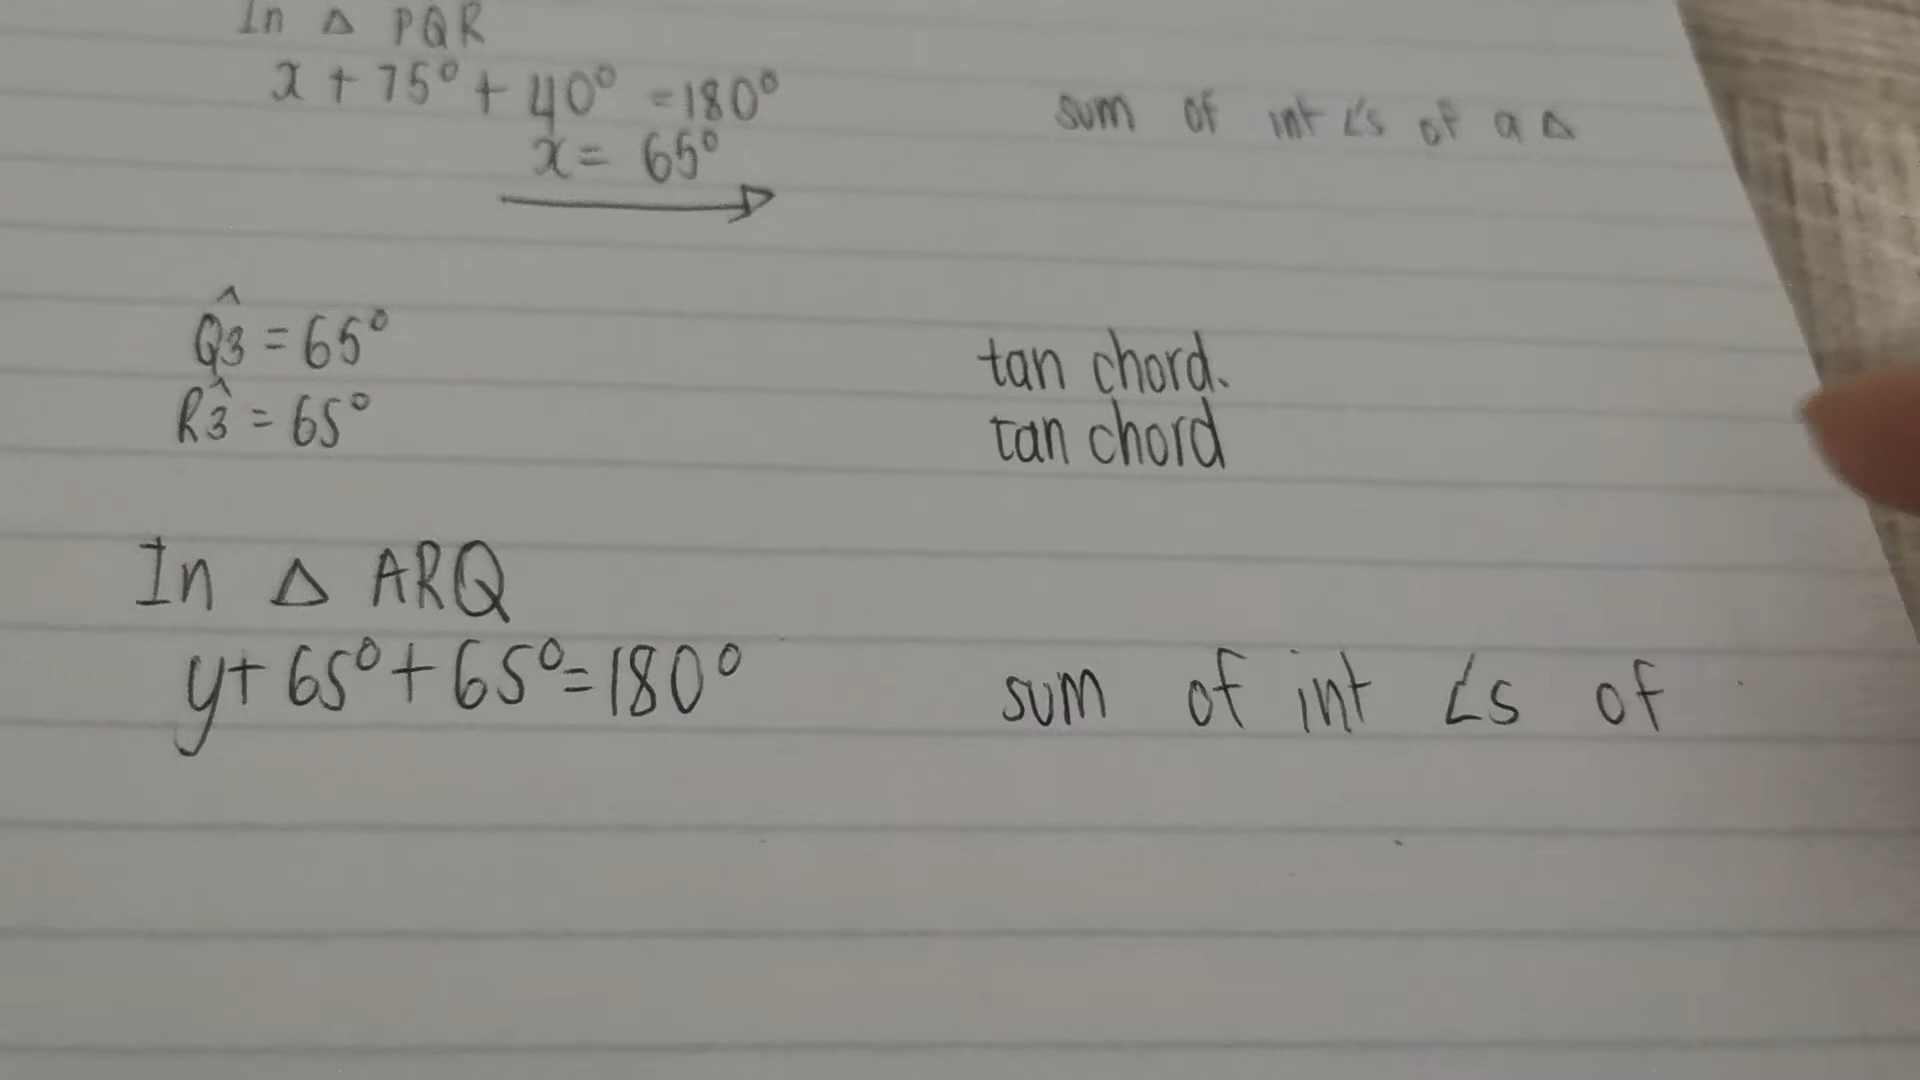 In △ PQR
x + 75° + 40° = 180° sum of int ∠'s of a △
x = 65°
Q̂3 = 65° tan chord.
R̂3 = 65° tan chord
In △ ARQ
y + 65° + 65° = 180° sum of int ∠s of